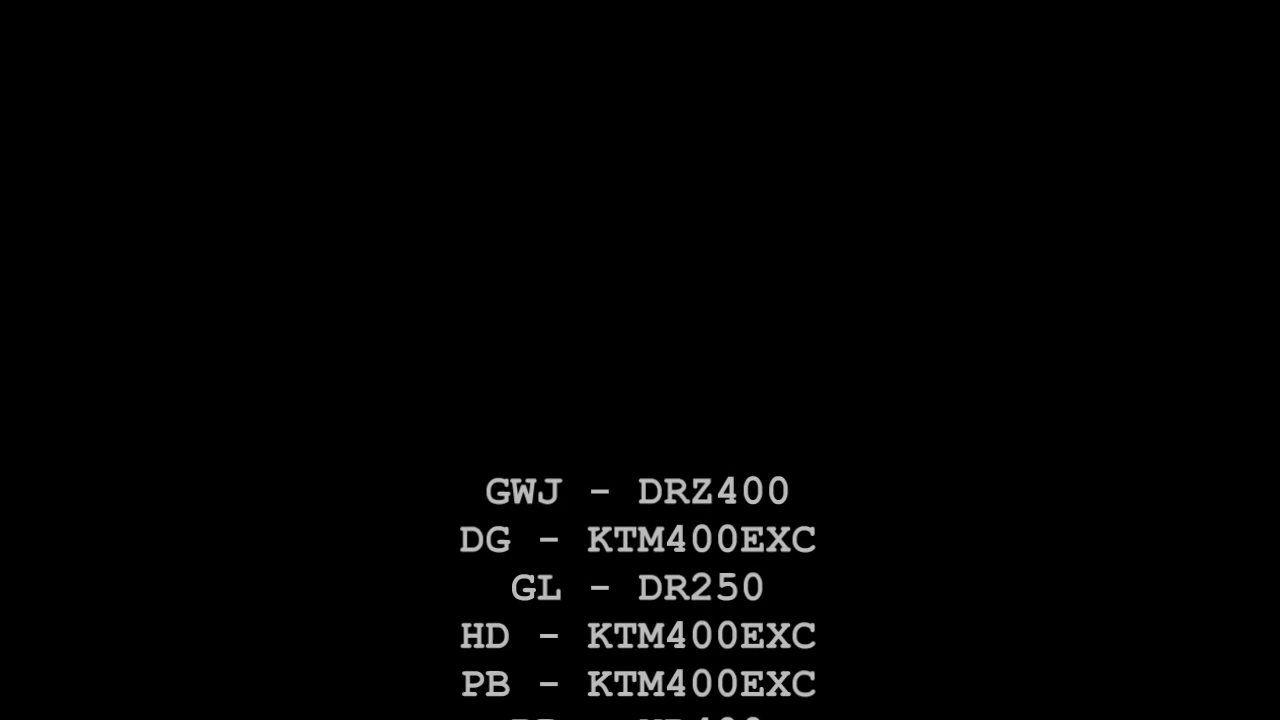 GWJ - DRZ400
DG - KTM400EXC
GL - DR250
HD - KTM400EXC
PB - KTM400EXC